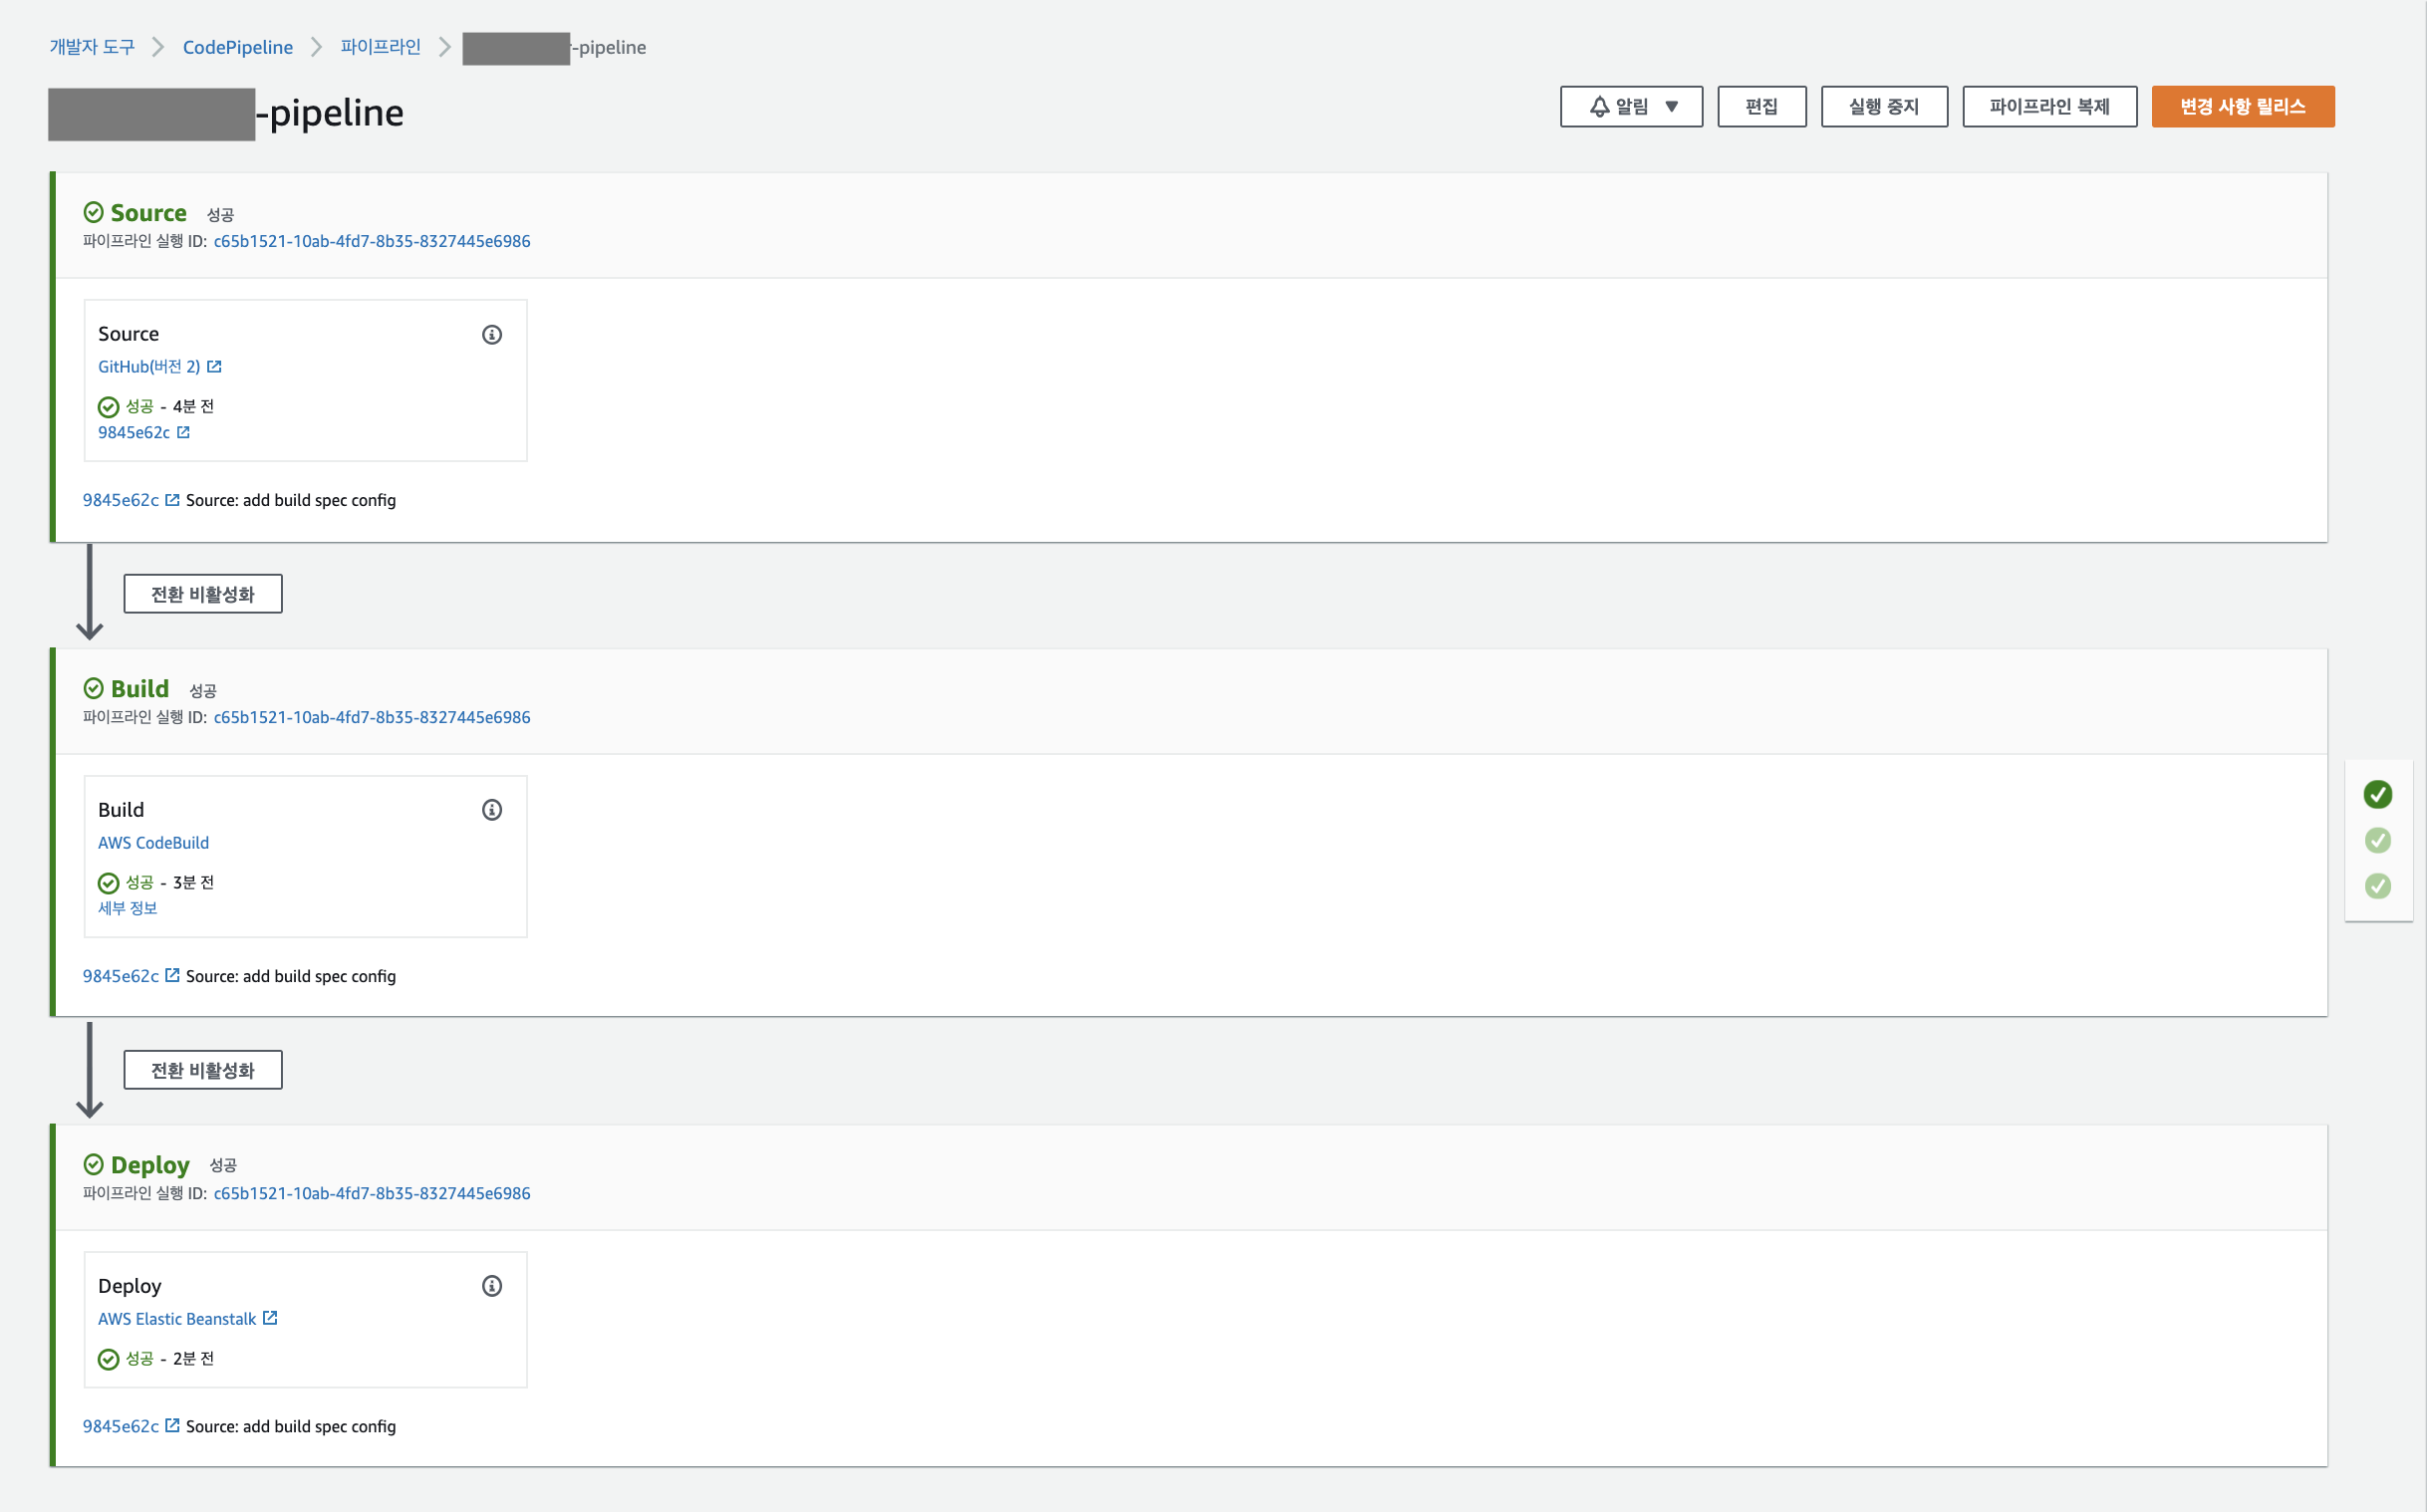 개발자 도구 CodePipeline 파이프라인 -pipeline
-pipeline
알림 편집 실행 중지 파이프라인 복제 변경 사항 릴리스
Source 성공
파이프라인 실행 ID: c65b1521-10ab-4fd7-8b35-8327445e6986
Source
GitHub(버전 2)
성공 - 4분 전
9845e62c
9845e62c Source: add build spec config
전환 비활성화
Build 성공
파이프라인 실행 ID: c65b1521-10ab-4fd7-8b35-8327445e6986
Build
AWS CodeBuild
성공 - 3분 전
세부 정보
9845e62c Source: add build spec config
전환 비활성화
Deploy 성공
파이프라인 실행 ID: c65b1521-10ab-4fd7-8b35-8327445e6986
Deploy
AWS Elastic Beanstalk
성공 - 2분 전
9845e62c Source: add build spec config